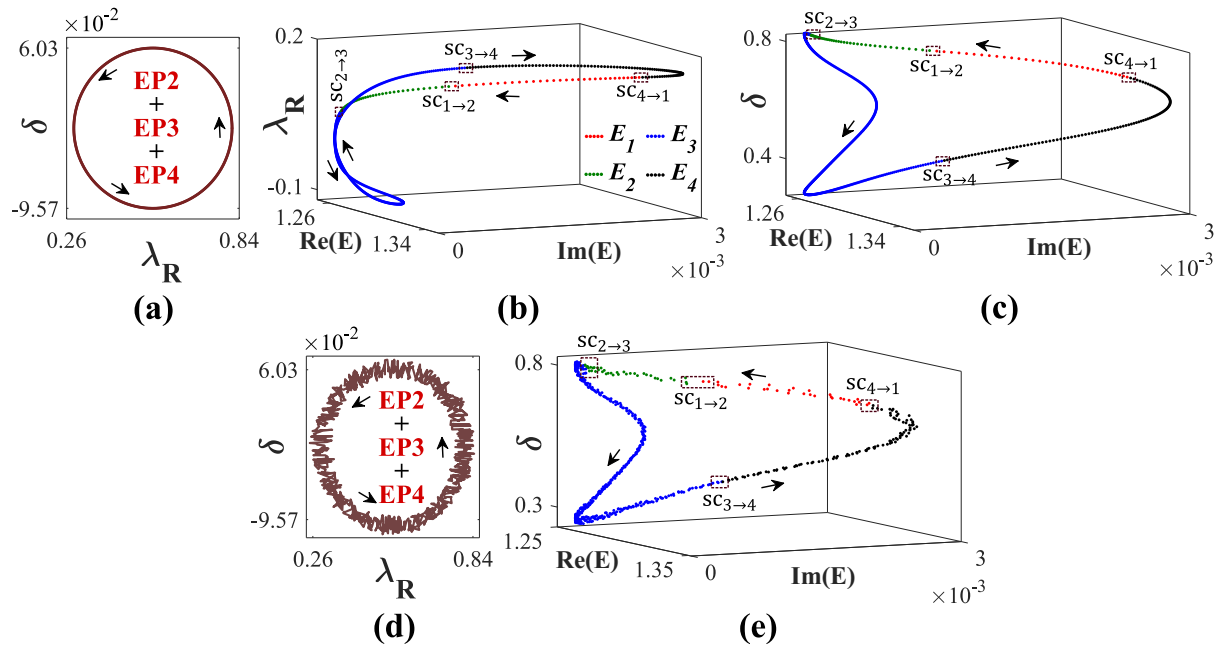 ×10⁻²
6.03
EP2
+
EP3
+
EP4
δ
-9.57
0.26
0.84
λ_R
(a)
0.2
λ_R
-0.1
sc₂→₃
sc₃→₄
sc₁→₂
sc₄→₁
E₁
E₂
E₃
E₄
1.26
Re(E)
1.34
0
Im(E)
3
×10⁻³
(b)
0.8
δ
0.4
sc₂→₃
sc₁→₂
sc₄→₁
sc₃→₄
1.26
Re(E)
1.34
0
Im(E)
3
×10⁻³
(c)
×10⁻²
6.03
EP2
+
EP3
+
EP4
δ
-9.57
0.26
0.84
λ_R
(d)
0.8
δ
0.3
sc₂→₃
sc₁→₂
sc₄→₁
sc₃→₄
1.25
Re(E)
1.35
0
Im(E)
3
×10⁻³
(e)